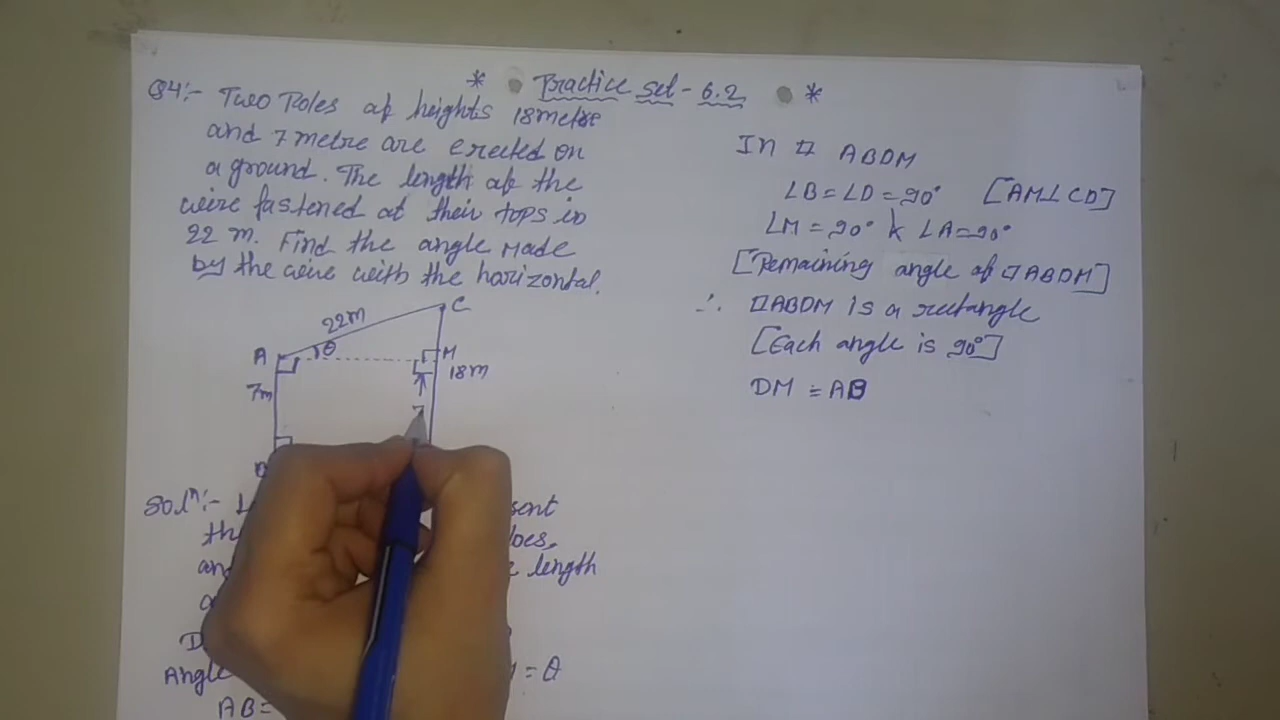 * Practice Set - 6.2 *
Q4:- Two Poles of heights 18metre
and 7 metre are erected on
a ground. The length of the
wire fastened at their tops is
22 m. Find the angle Made
by the wire with the horizontal.
C
22m
A θ M
7m 18m
7
Solⁿ:- sent
th
an length
D
Angle = θ
AB=
In □ ABDM
∠B = ∠D = 90° [AM⊥CD]
∠M = 90° & ∠A = 90°
[Remaining angle of □ABDM]
∴ □ABDM is a rectangle
[Each angle is 90°]
DM = AB